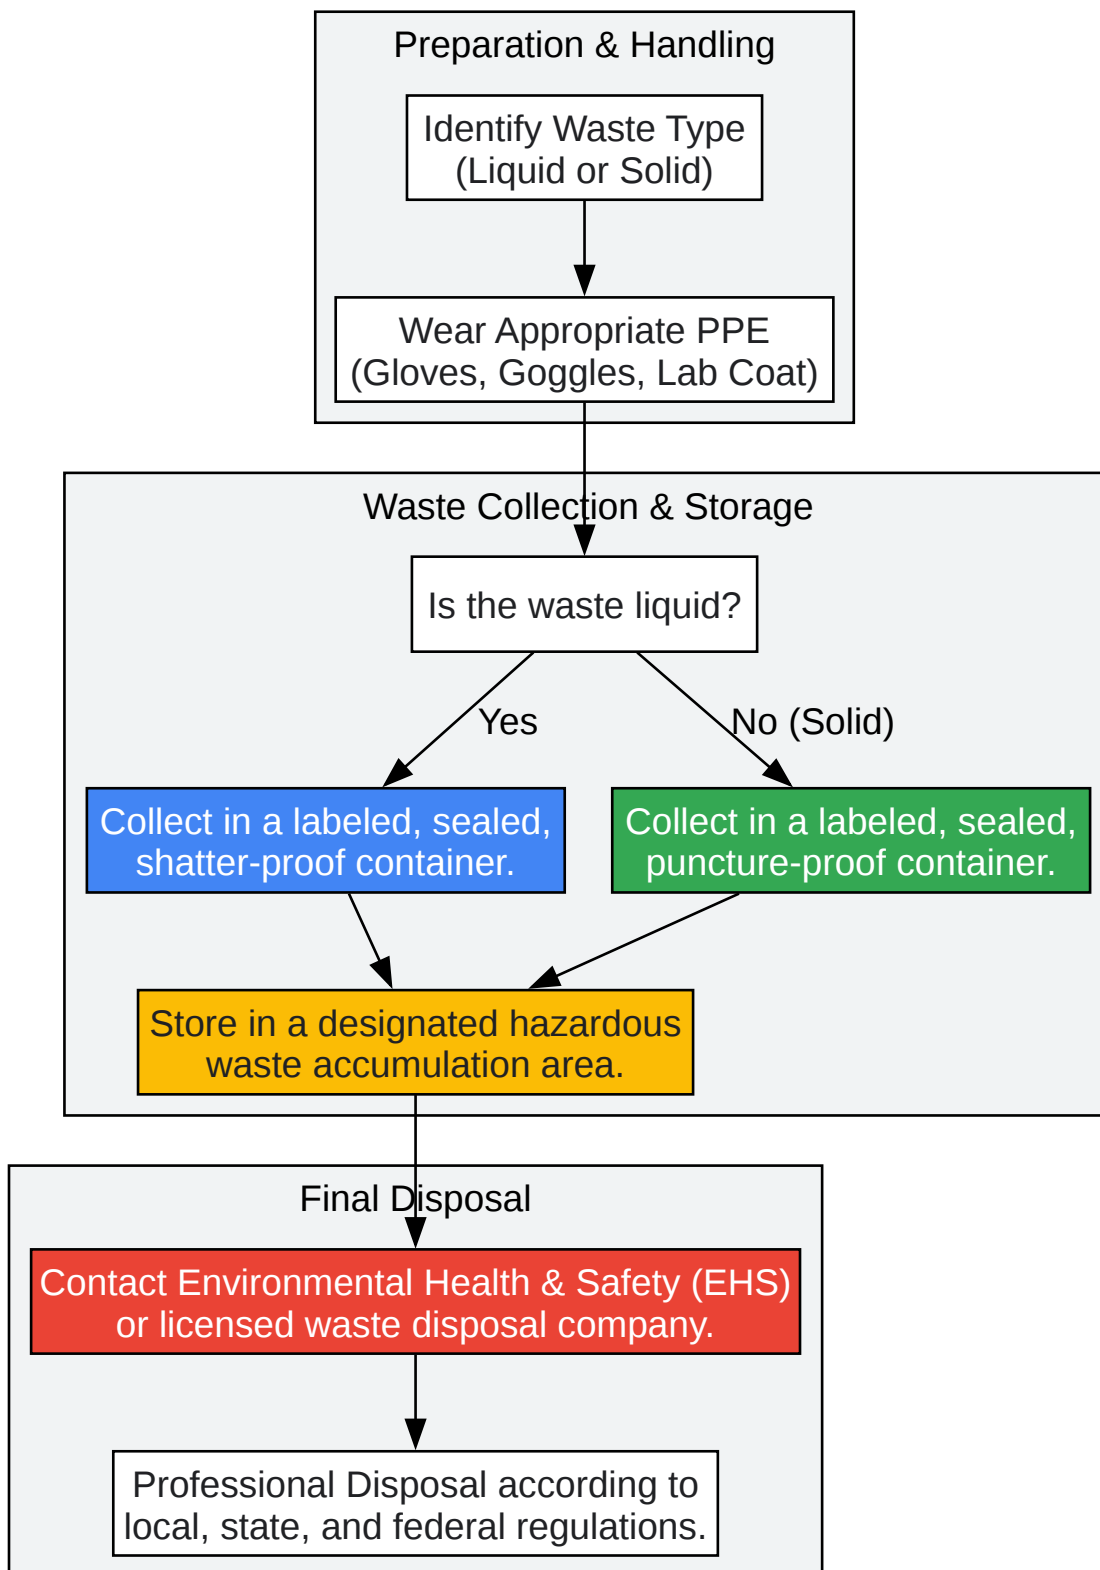 Preparation & Handling
Identify Waste Type
(Liquid or Solid)
Wear Appropriate PPE
(Gloves, Goggles, Lab Coat)
Waste Collection & Storage
Is the waste liquid?
Yes
No (Solid)
Collect in a labeled, sealed,
shatter-proof container.
Collect in a labeled, sealed,
puncture-proof container.
Store in a designated hazardous
waste accumulation area.
Final Disposal
Contact Environmental Health & Safety (EHS)
or licensed waste disposal company.
Professional Disposal according to
local, state, and federal regulations.